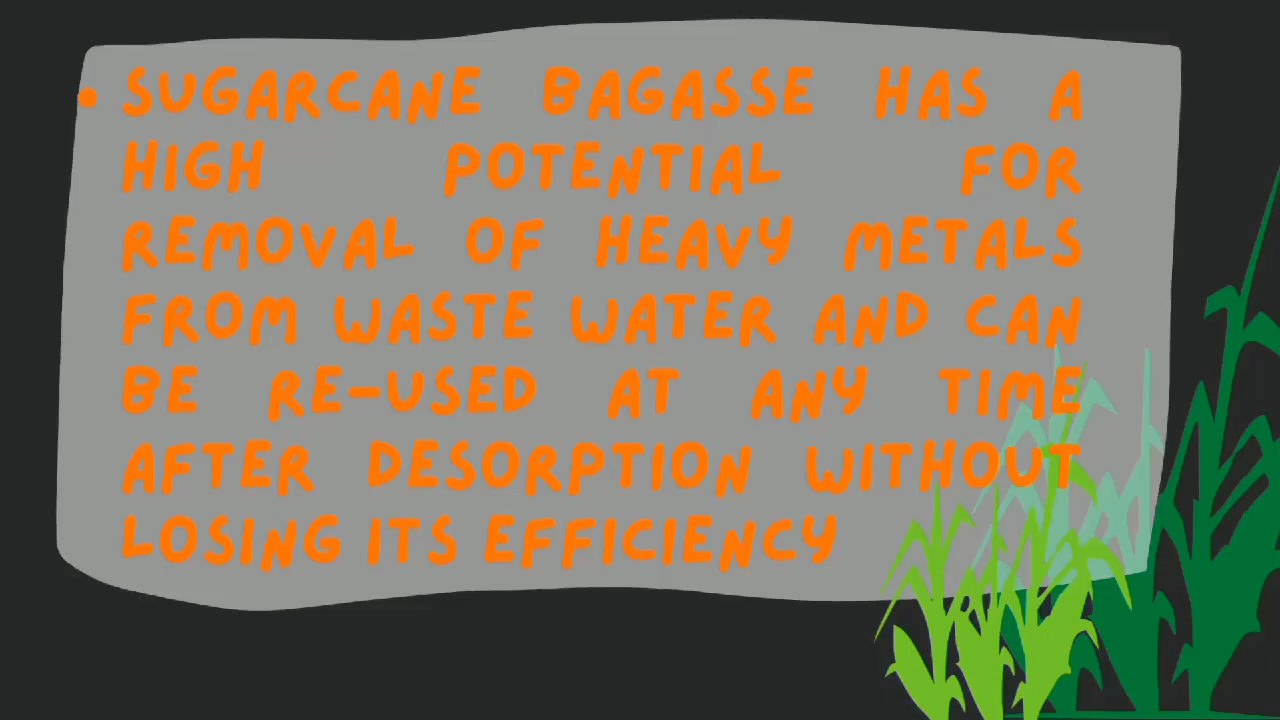 • SUGARCANE BAGASSE HAS A
HIGH POTENTIAL FOR
REMOVAL OF HEAVY METALS
FROM WASTE WATER AND CAN
BE RE-USED AT ANY TIME
AFTER DESORPTION WITHOUT
LOSING ITS EFFICIENCY